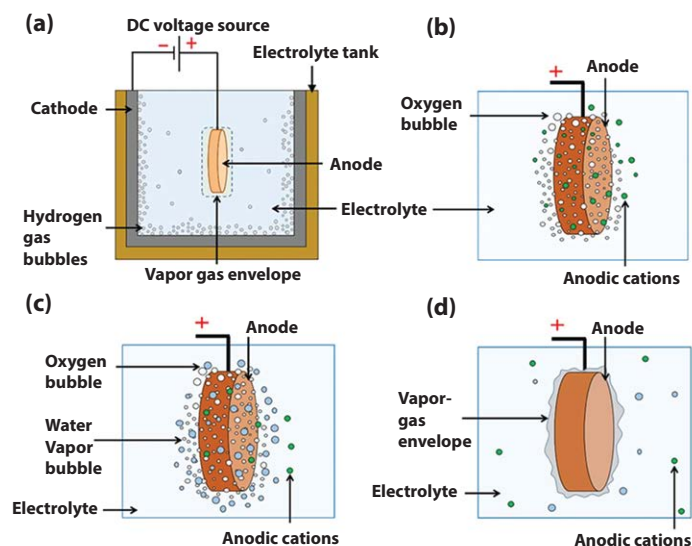 (a)
DC voltage source
− +
Electrolyte tank
Cathode
Anode
Electrolyte
Hydrogen
gas
bubbles
Vapor gas envelope
(b)
+
Anode
Oxygen
bubble
Anodic cations
(c)
+
Anode
Oxygen
bubble
Water
Vapor
bubble
Electrolyte
Anodic cations
(d)
+
Anode
Vapor-
gas
envelope
Electrolyte
Anodic cations